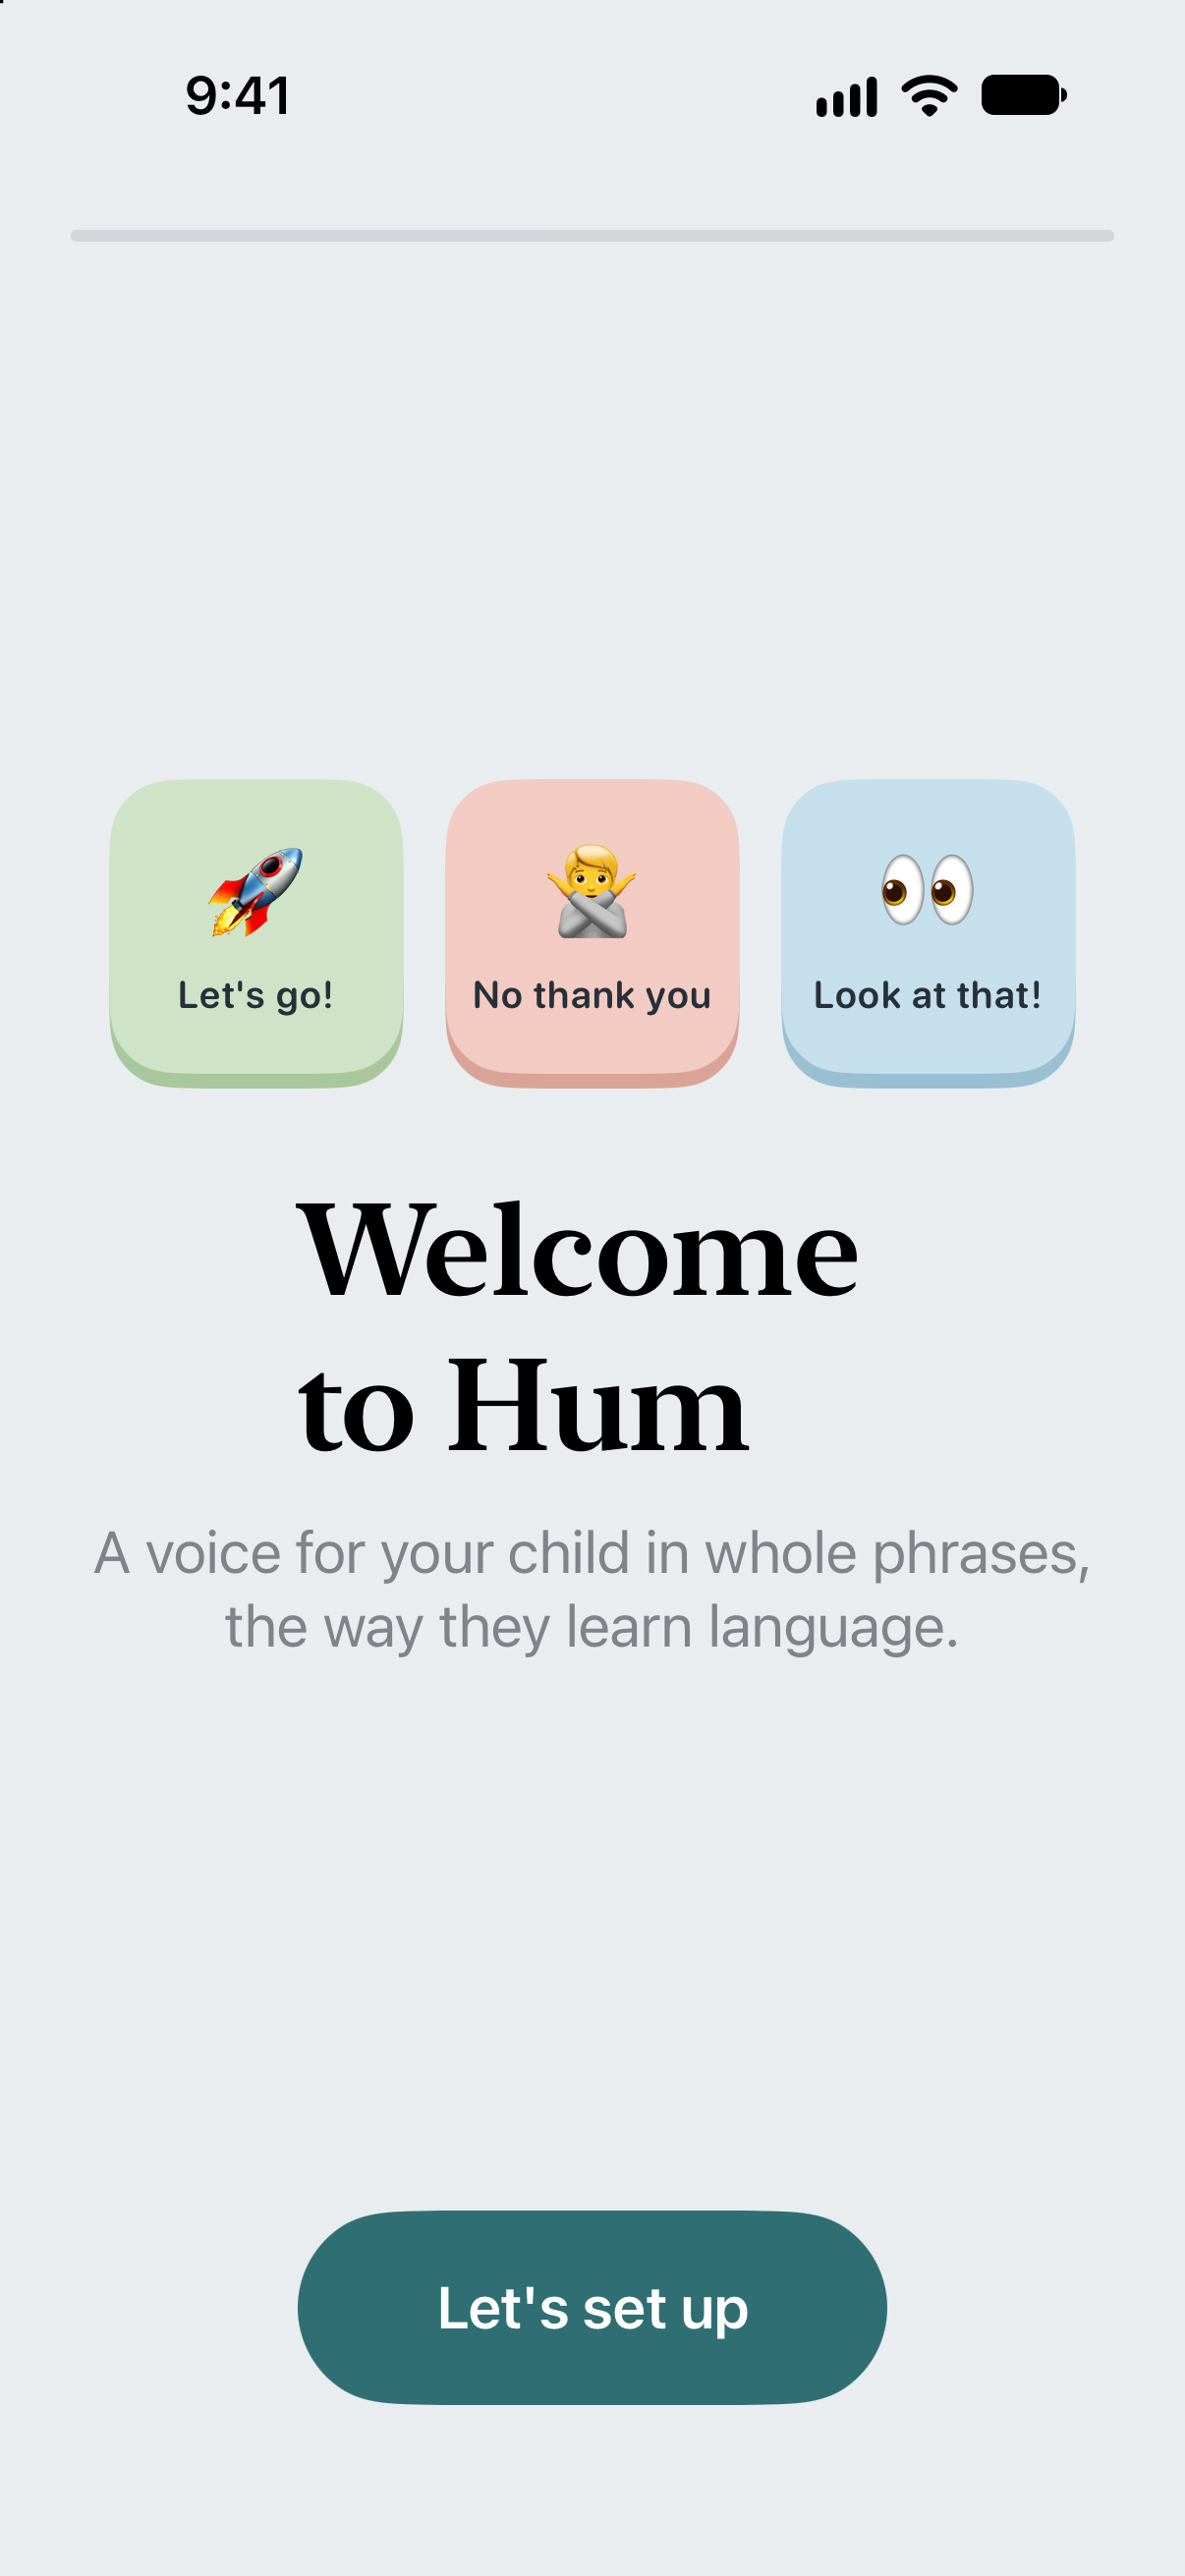 9:41
Let's go!
No thank you
Look at that!
Welcome
to Hum
A voice for your child in whole phrases,
the way they learn language.
Let's set up